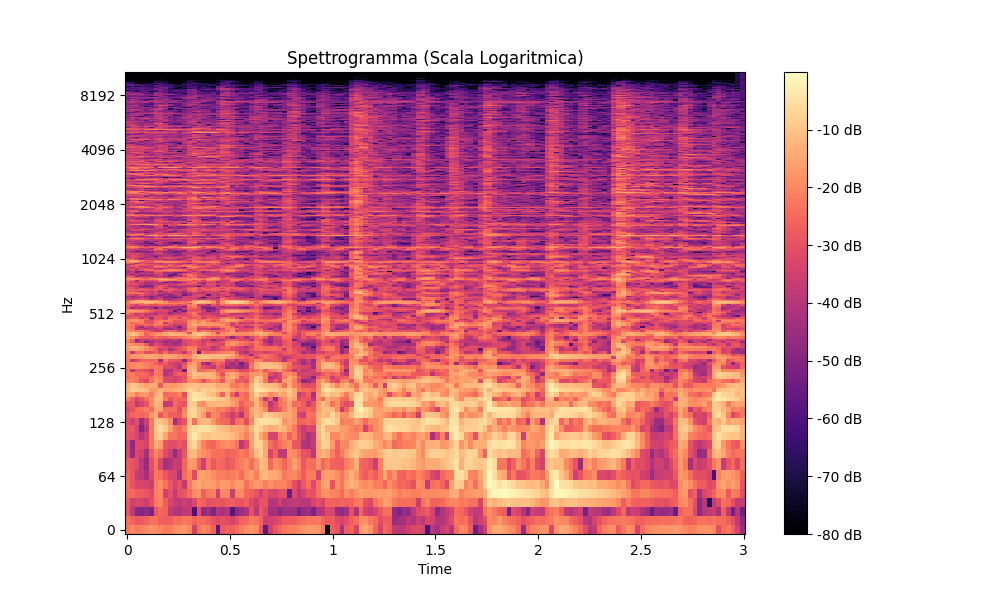 Spettrogramma (Scala Logaritmica)
8192
4096
2048
1024
512
256
128
64
0
Hz
0
0.5
1
1.5
2
2.5
3
Time
-10 dB
-20 dB
-30 dB
-40 dB
-50 dB
-60 dB
-70 dB
-80 dB